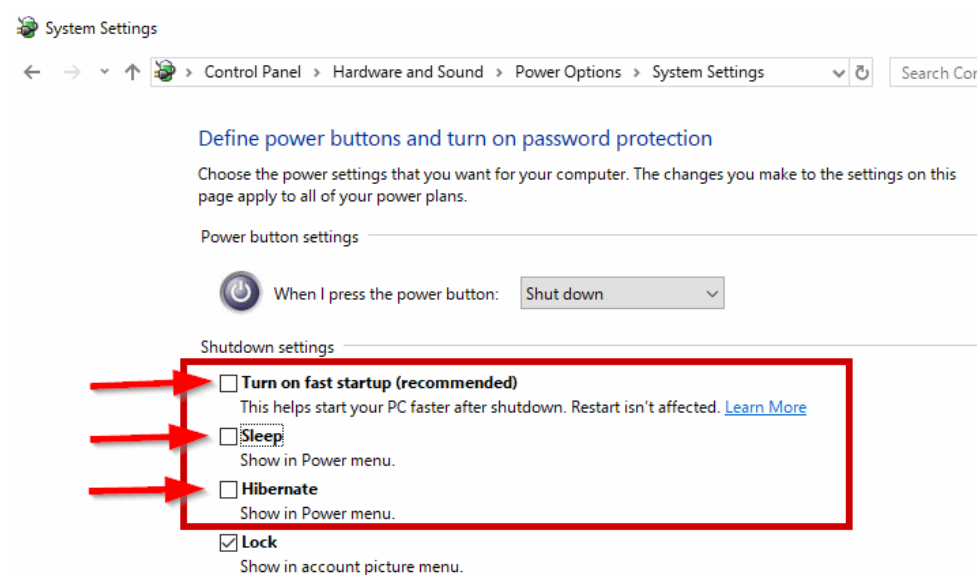 System Settings
Control Panel > Hardware and Sound > Power Options > System Settings
Define power buttons and turn on password protection
Choose the power settings that you want for your computer. The changes you make to the settings on this
page apply to all of your power plans.
Power button settings
When I press the power button: Shut down
Shutdown settings
Turn on fast startup (recommended)
This helps start your PC faster after shutdown. Restart isn't affected. Learn More
Sleep
Show in Power menu.
Hibernate
Show in Power menu.
Lock
Show in account picture menu.